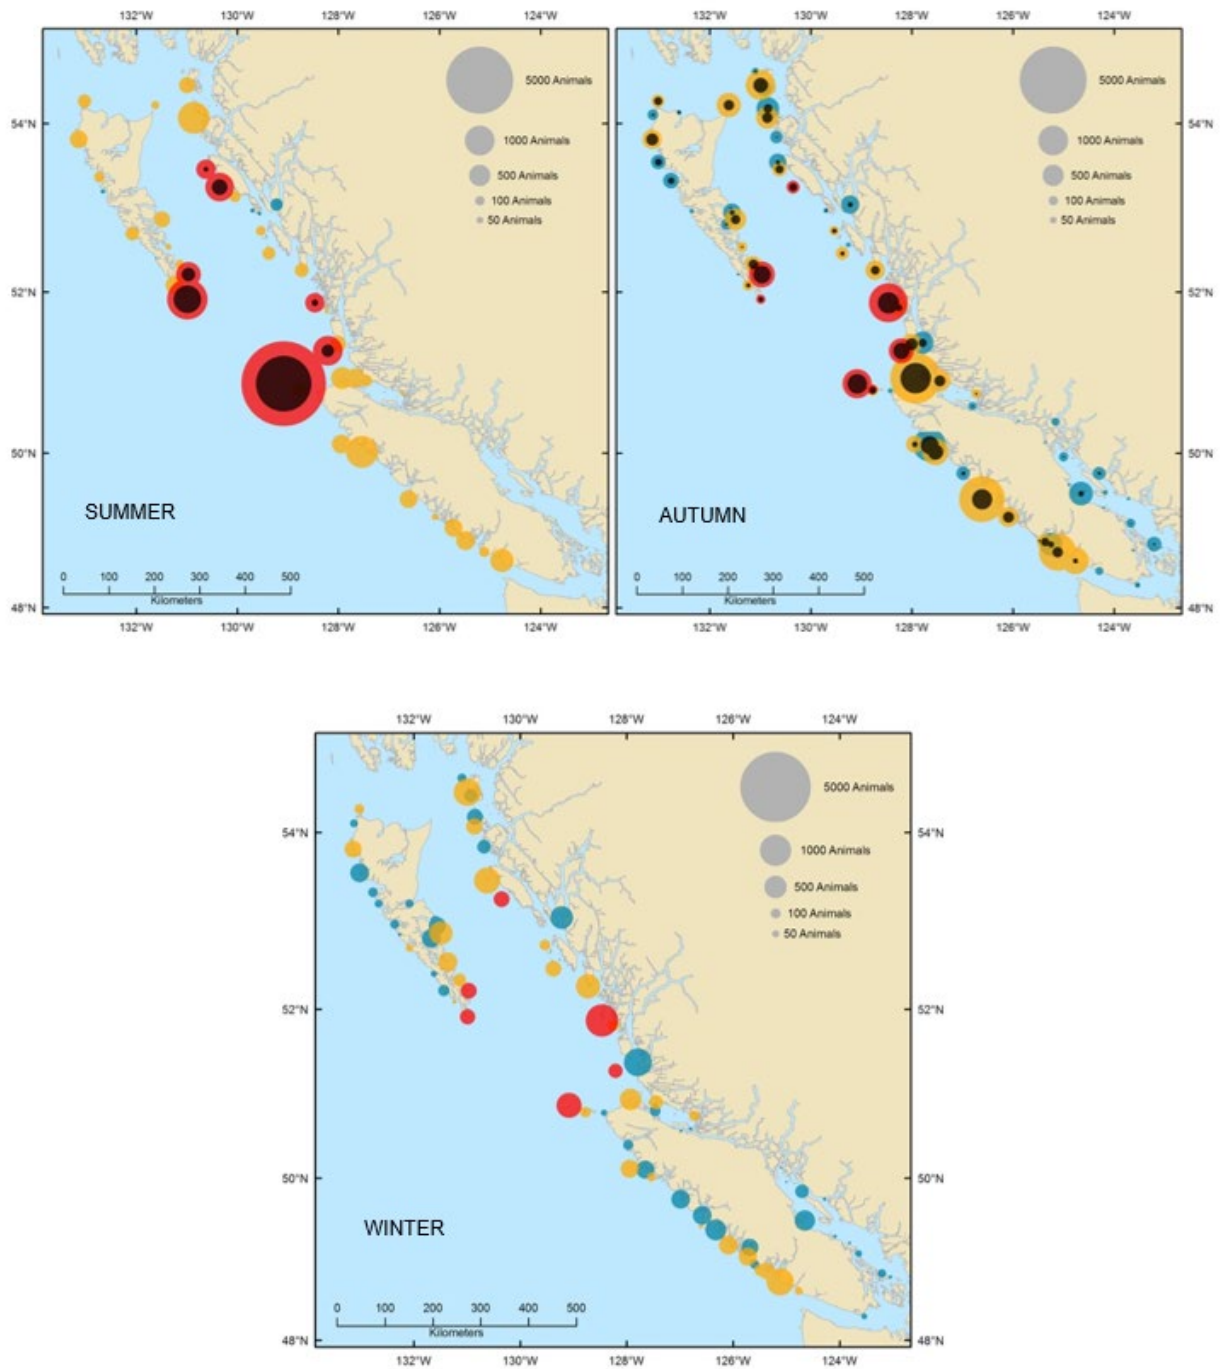 132°W 130°W 128°W 126°W 124°W 132°W 130°W 128°W 126°W 124°W
5000 Animals 5000 Animals
54°N 1000 Animals 1000 Animals 54°N
500 Animals 500 Animals
100 Animals 100 Animals
50 Animals 50 Animals
52°N 52°N
50°N 50°N
SUMMER AUTUMN
0 100 200 300 400 500 0 100 200 300 400 500
Kilometers Kilometers
48°N 48°N
132°W 130°W 128°W 126°W 124°W 132°W 130°W 128°W 126°W 124°W
132°W 130°W 128°W 126°W 124°W
5000 Animals
54°N 1000 Animals 54°N
500 Animals
100 Animals
50 Animals
52°N 52°N
50°N 50°N
WINTER
0 100 200 300 400 500
Kilometers
48°N 48°N
132°W 130°W 128°W 126°W 124°W